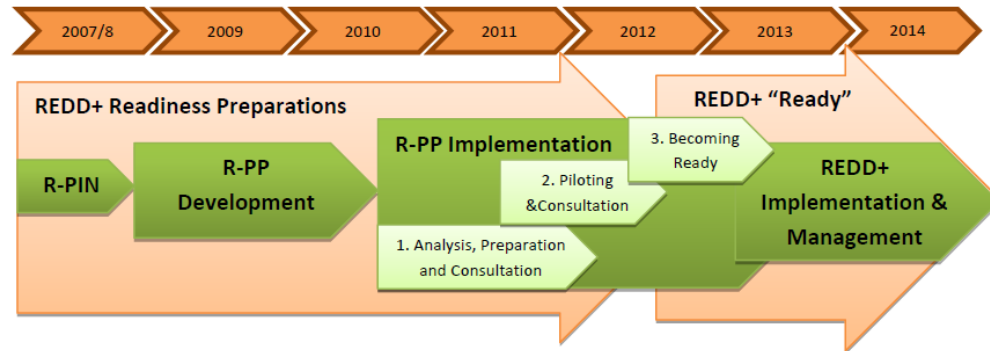 2007/8
2009
2010
2011
2012
2013
2014
REDD+ Readiness Preparations
REDD+ “Ready”
R-PIN
R-PP
Development
R-PP Implementation
1. Analysis, Preparation
and Consultation
2. Piloting
&Consultation
3. Becoming
Ready
REDD+
Implementation &
Management